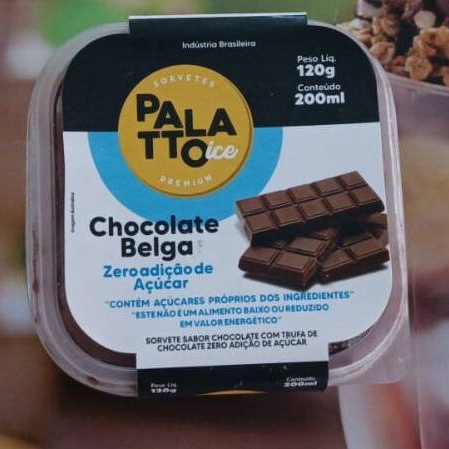 Indústria Brasileira
Peso Líq.
120g
Conteúdo
200ml
SORVETES
PALA
TTO ice
PREMIUM
Chocolate
Belga
Zero adição de
Açúcar
"CONTÉM AÇÚCARES PRÓPRIOS DOS INGREDIENTES"
"ESTE NÃO É UM ALIMENTO BAIXO OU REDUZIDO
EM VALOR ENERGÉTICO"
SORVETE SABOR CHOCOLATE COM TRUFA DE
CHOCOLATE ZERO ADIÇÃO DE AÇÚCAR
Peso Líq.
120g
Conteúdo
200ml